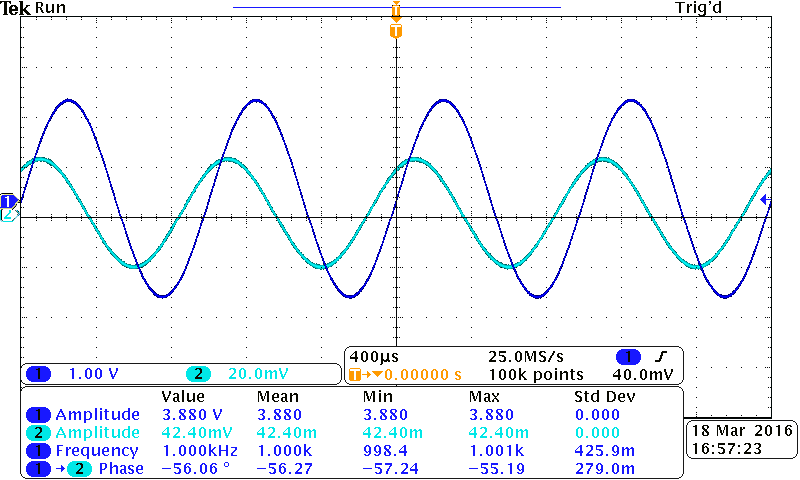 Tek Run Trig'd
T
T
1
2
400µs 25.0MS/s 1
1 1.00 V 2 20.0mV
T→▼0.00000 s 100k points 40.0mV
Value Mean Min Max Std Dev
1 Amplitude 3.880 V 3.880 3.880 3.880 0.000
2 Amplitude 42.40mV 42.40m 42.40m 42.40m 0.000
1 Frequency 1.000kHz 1.000k 998.4 1.001k 425.9m
1 → 2 Phase −56.06 ° −56.27 −57.24 −55.19 279.0m
18 Mar 2016
16:57:23